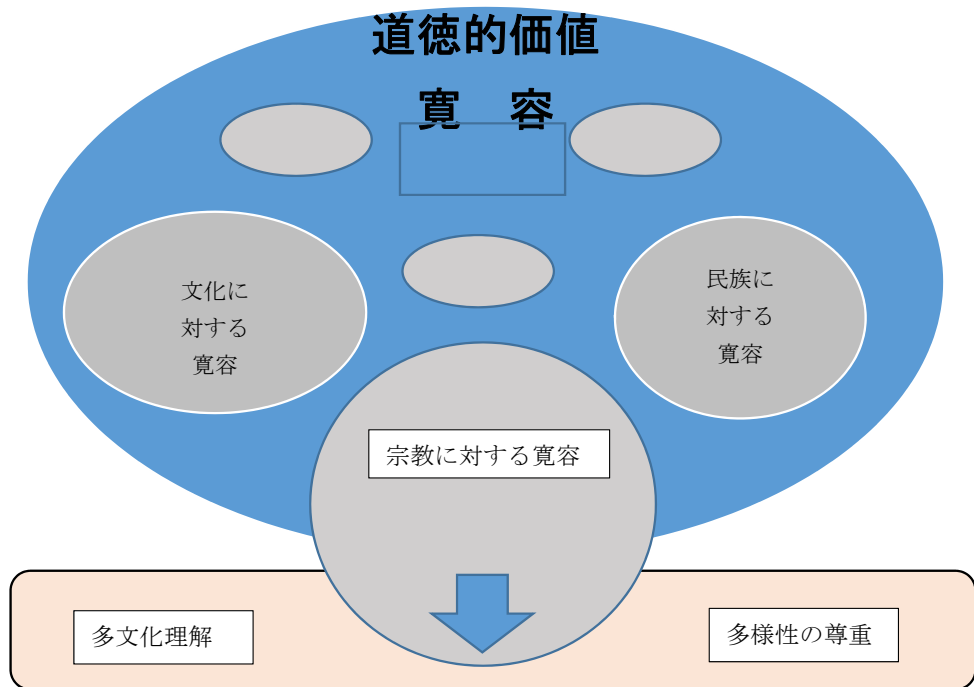 道徳的価値
寛　容
文化に
対する
寛容
民族に
対する
寛容
宗教に対する寛容
多文化理解
多様性の尊重